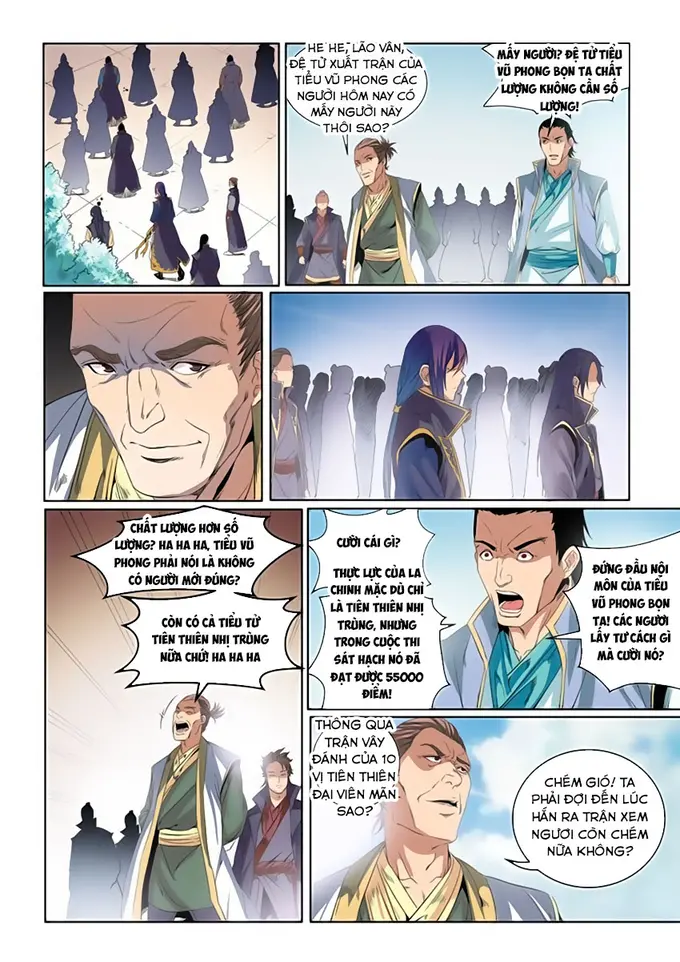 HE HE, LÃO VÂN,
ĐỆ TỬ XUẤT TRẬN CỦA
TIỂU VŨ PHONG CÁC
NGƯỜI HÔM NAY CÓ
MẤY NGƯỜI NÀY
THÔI SAO?
MẤY NGƯỜI? ĐỆ TỬ TIỂU
VŨ PHONG BỌN TA CHẤT
LƯỢNG KHÔNG CẦN SỐ
LƯỢNG!
CHẤT LƯỢNG HƠN SỐ
LƯỢNG? HA HA HA, TIỂU VŨ
PHONG PHẢI NÓI LÀ KHÔNG
CÓ NGƯỜI MỚI ĐÚNG?
CÒN CÓ CẢ TIỂU TỬ
TIÊN THIÊN NHỊ TRÙNG
NỮA CHỨ! HA HA HA
CƯỜI CÁI GÌ?
THỰC LỰC CỦA LA
CHINH MẶC DÙ CHỈ
LÀ TIÊN THIÊN NHỊ
TRÙNG, NHƯNG
TRONG CUỘC THI
SÁT HẠCH NÓ ĐÃ
ĐẠT ĐƯỢC 55000
ĐIỂM!
ĐỨNG ĐẦU NỘI
MÔN CỦA TIỂU
VŨ PHONG BỌN
TA! CÁC NGƯƠI
LẤY TƯ CÁCH GÌ
MÀ CƯỜI NÓ?
THÔNG QUA
TRẬN VÂY
ĐÁNH CỦA 10
VỊ TIÊN THIÊN
ĐẠI VIÊN MÃN
SAO?
CHÉM GIÓ! TA
PHẢI ĐỢI ĐẾN LÚC
HẮN RA TRẬN XEM
NGƯƠI CÒN CHÉM
NỮA KHÔNG?